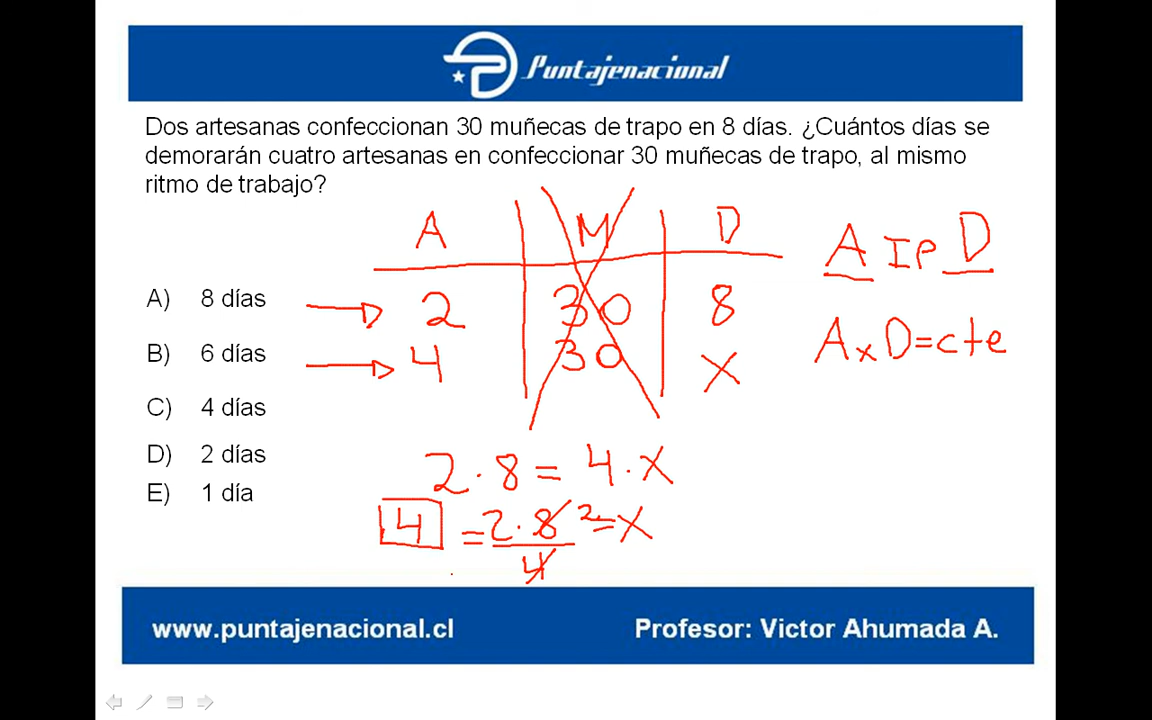 Puntajenacional
Dos artesanas confeccionan 30 muñecas de trapo en 8 días. ¿Cuántos días se
demorarán cuatro artesanas en confeccionar 30 muñecas de trapo, al mismo
ritmo de trabajo?
A M D
A IP D
A) 8 días
2 30 8
AxD=cte
B) 6 días
4 30 X
C) 4 días
D) 2 días
2·8=4·X
E) 1 día
4 = 2·8 2 = X
4
www.puntajenacional.cl
Profesor: Victor Ahumada A.